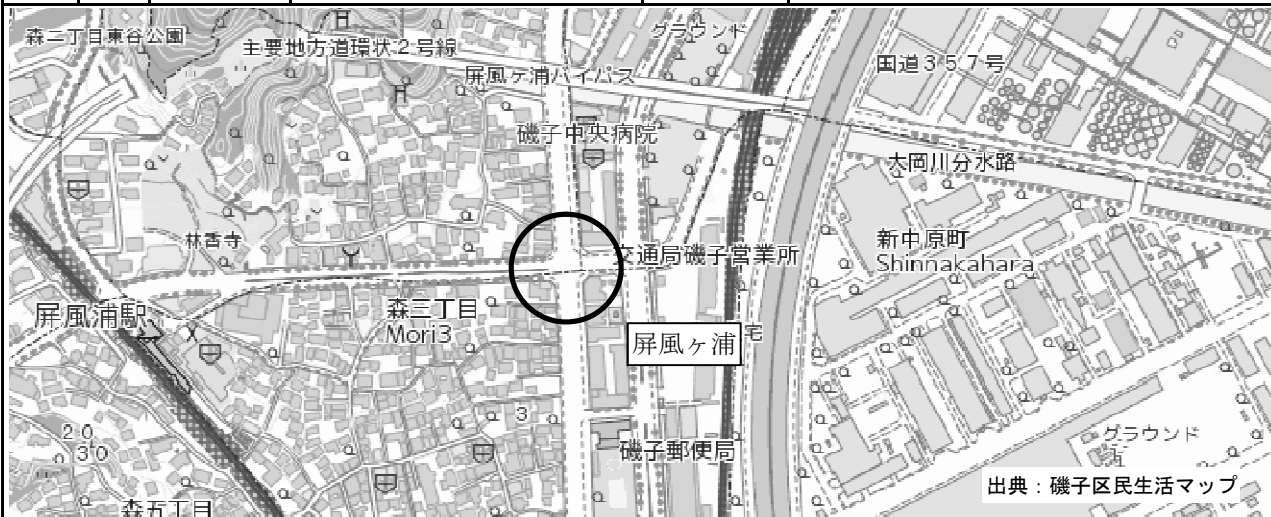 森二丁目東谷公園
主要地方道環状2号線
グラウンド
屏風ヶ浦バイパス
国道357号
磯子中央病院
大岡川分水路
林香寺
交通局磯子営業所
新中原町
Shinnakahara
屏風浦駅
森三丁目
Mori3
屏風ヶ浦
宅
3
20
30
磯子郵便局
グラウンド
森五丁目
出典：磯子区民生活マップ